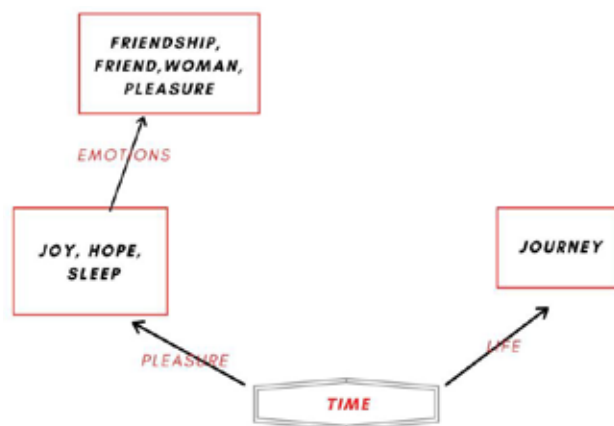 FRIENDSHIP,
FRIEND,WOMAN,
PLEASURE
EMOTIONS
JOY, HOPE,
SLEEP
JOURNEY
PLEASURE
LIFE
TIME